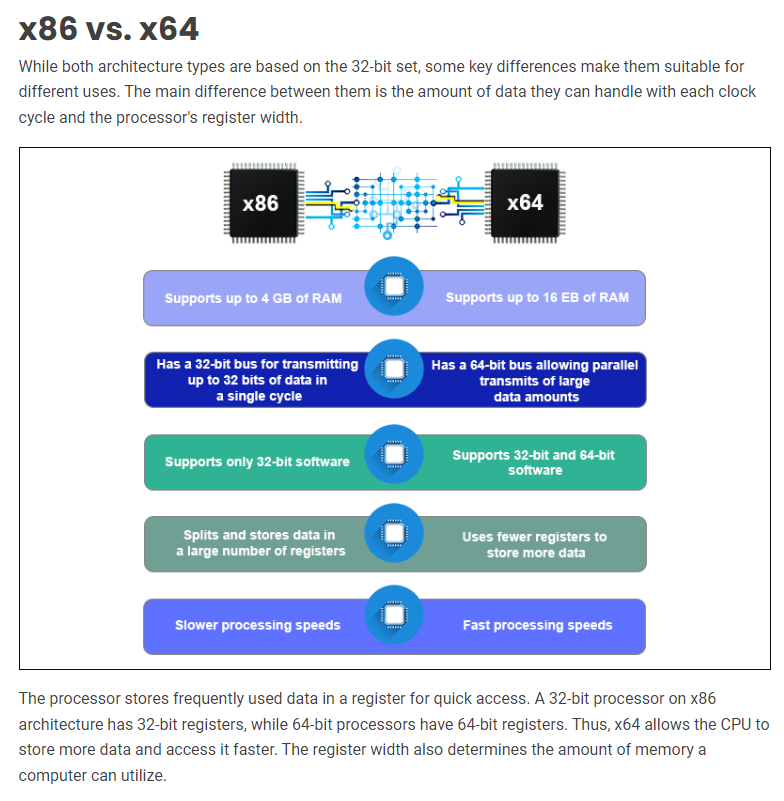 x86 vs. x64
While both architecture types are based on the 32-bit set, some key differences make them suitable for
different uses. The main difference between them is the amount of data they can handle with each clock
cycle and the processor's register width.
x86
x64
Supports up to 4 GB of RAM
Supports up to 16 EB of RAM
Has a 32-bit bus for transmitting
up to 32 bits of data in
a single cycle
Has a 64-bit bus allowing parallel
transmits of large
data amounts
Supports only 32-bit software
Supports 32-bit and 64-bit
software
Splits and stores data in
a large number of registers
Uses fewer registers to
store more data
Slower processing speeds
Fast processing speeds
The processor stores frequently used data in a register for quick access. A 32-bit processor on x86
architecture has 32-bit registers, while 64-bit processors have 64-bit registers. Thus, x64 allows the CPU to
store more data and access it faster. The register width also determines the amount of memory a
computer can utilize.